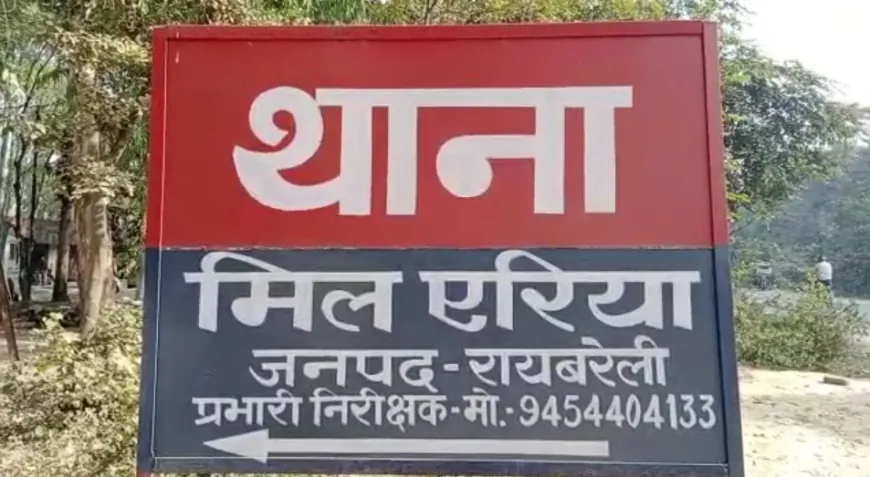 थाना
मिल एरिया
जनपद-रायबरेली
प्रभारी निरीक्षक-मो.-9454404133